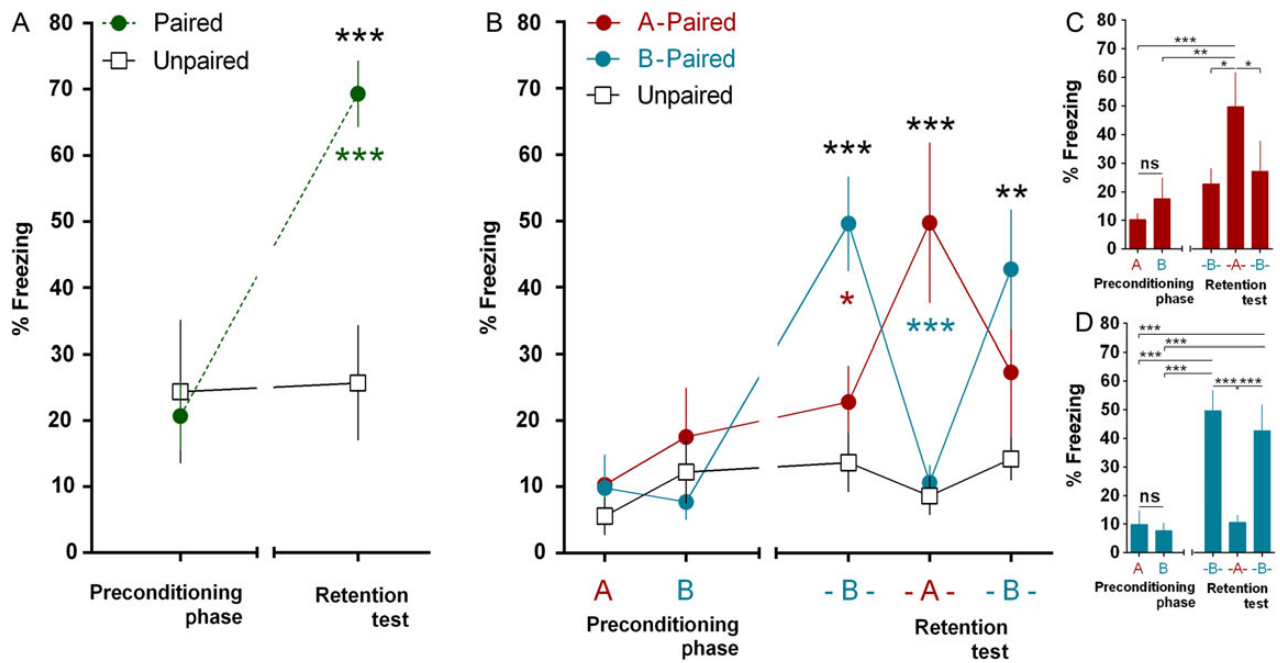 A
80
70
60
50
40
30
20
10
0
% Freezing
Paired
Unpaired
***
***
Preconditioning
phase
Retention
test
B
80
70
60
50
40
30
20
10
0
% Freezing
A-Paired
B-Paired
Unpaired
***
*
***
***
**
A B - B - - A - - B -
Preconditioning
phase
Retention
test
C
80
70
60
50
40
30
20
10
0
% Freezing
***
**
* *
ns
A B -B- -A- -B-
Preconditioning
phase
Retention
test
D
80
70
60
50
40
30
20
10
0
% Freezing
***
***
***
***
*** ***
ns
A B -B- -A- -B-
Preconditioning
phase
Retention
test